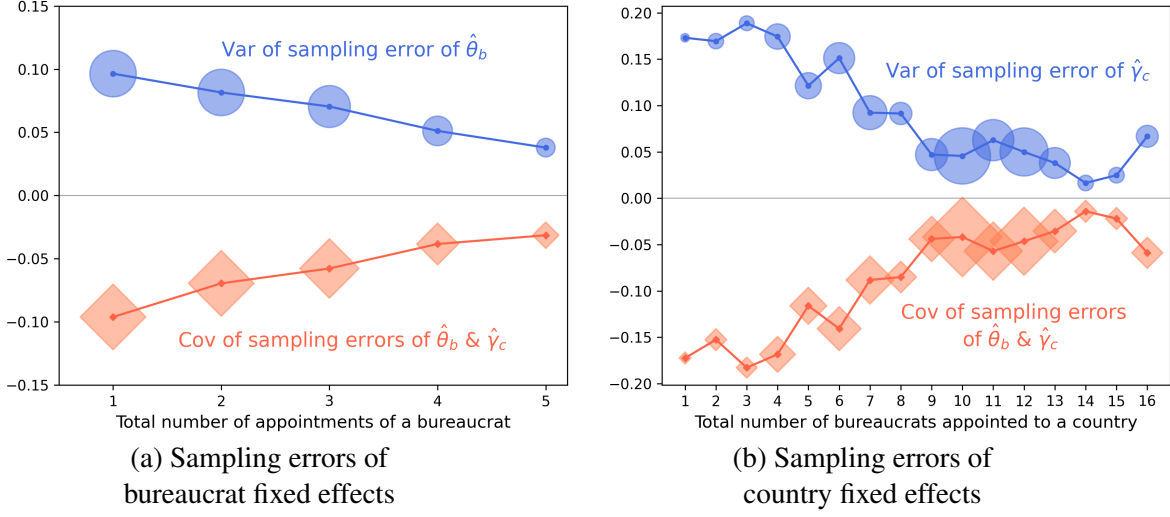 0.15
0.10
0.05
0.00
−0.05
−0.10
−0.15
Var of sampling error of θ̂_b
Cov of sampling errors of θ̂_b & γ̂_c
1 2 3 4 5
Total number of appointments of a bureaucrat
(a) Sampling errors of
bureaucrat fixed effects
0.20
0.15
0.10
0.05
0.00
−0.05
−0.10
−0.15
−0.20
Var of sampling error of γ̂_c
Cov of sampling errors
of θ̂_b & γ̂_c
1 2 3 4 5 6 7 8 9 10 11 12 13 14 15 16
Total number of bureaucrats appointed to a country
(b) Sampling errors of
country fixed effects